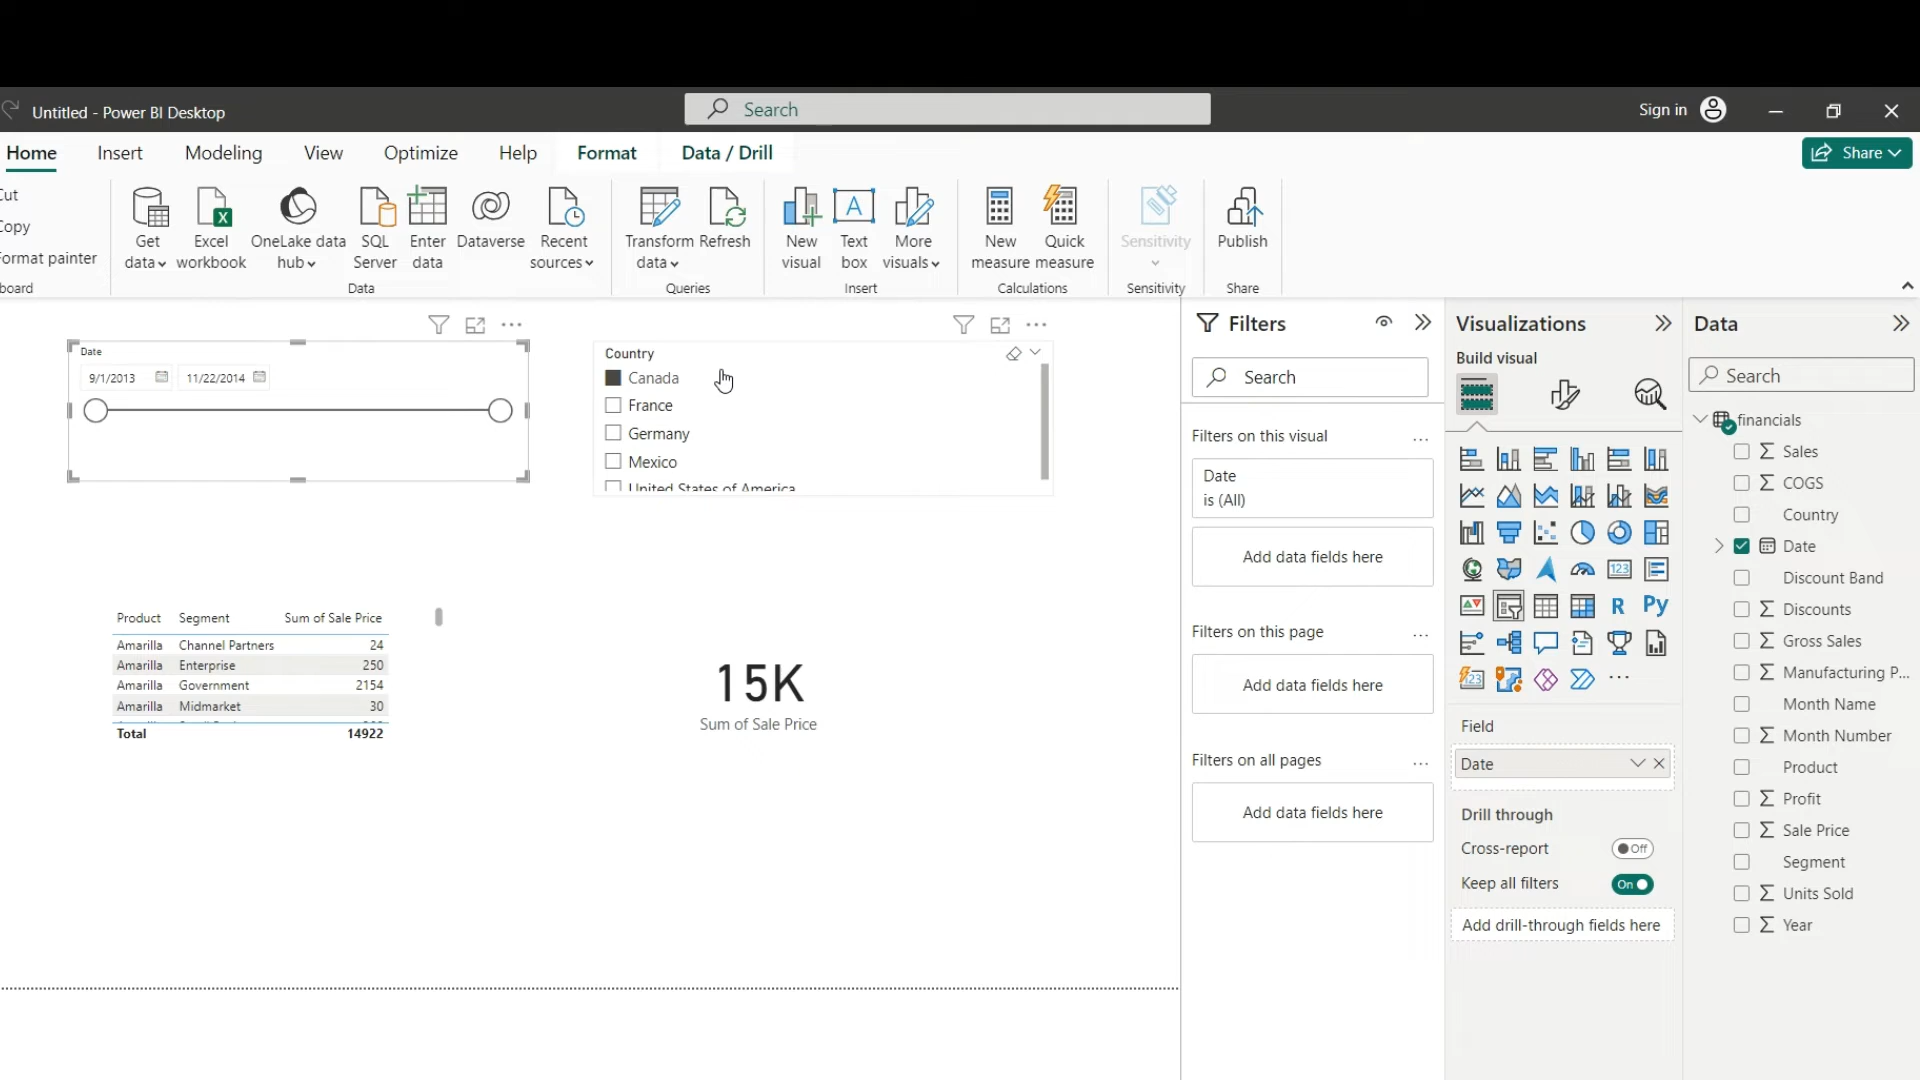 Untitled - Power BI Desktop
Search
Sign in
Home
Insert
Modeling
View
Optimize
Help
Format
Data / Drill
Share
Cut
Copy
Format painter
board
Get data
Excel workbook
OneLake data hub
SQL Server
Enter data
Dataverse
Recent sources
Data
Transform data
Refresh
Queries
New visual
Text box
More visuals
Insert
New measure
Quick measure
Calculations
Sensitivity
Sensitivity
Publish
Share
Date
9/1/2013
11/22/2014
Country
Canada
France
Germany
Mexico
United States of America
Product Segment Sum of Sale Price
Amarilla Channel Partners 24
Amarilla Enterprise 250
Amarilla Government 2154
Amarilla Midmarket 30
Total 14922
15K
Sum of Sale Price
Filters
Search
Filters on this visual ...
Date
is (All)
Add data fields here
Filters on this page ...
Add data fields here
Filters on all pages ...
Add data fields here
Visualizations
Build visual
123
R
Py
123
Field
Date
Drill through
Cross-report Off
Keep all filters On
Add drill-through fields here
Data
Search
financials
Σ Sales
Σ COGS
Country
Date
Discount Band
Σ Discounts
Σ Gross Sales
Σ Manufacturing P...
Month Name
Σ Month Number
Product
Σ Profit
Σ Sale Price
Segment
Σ Units Sold
Σ Year